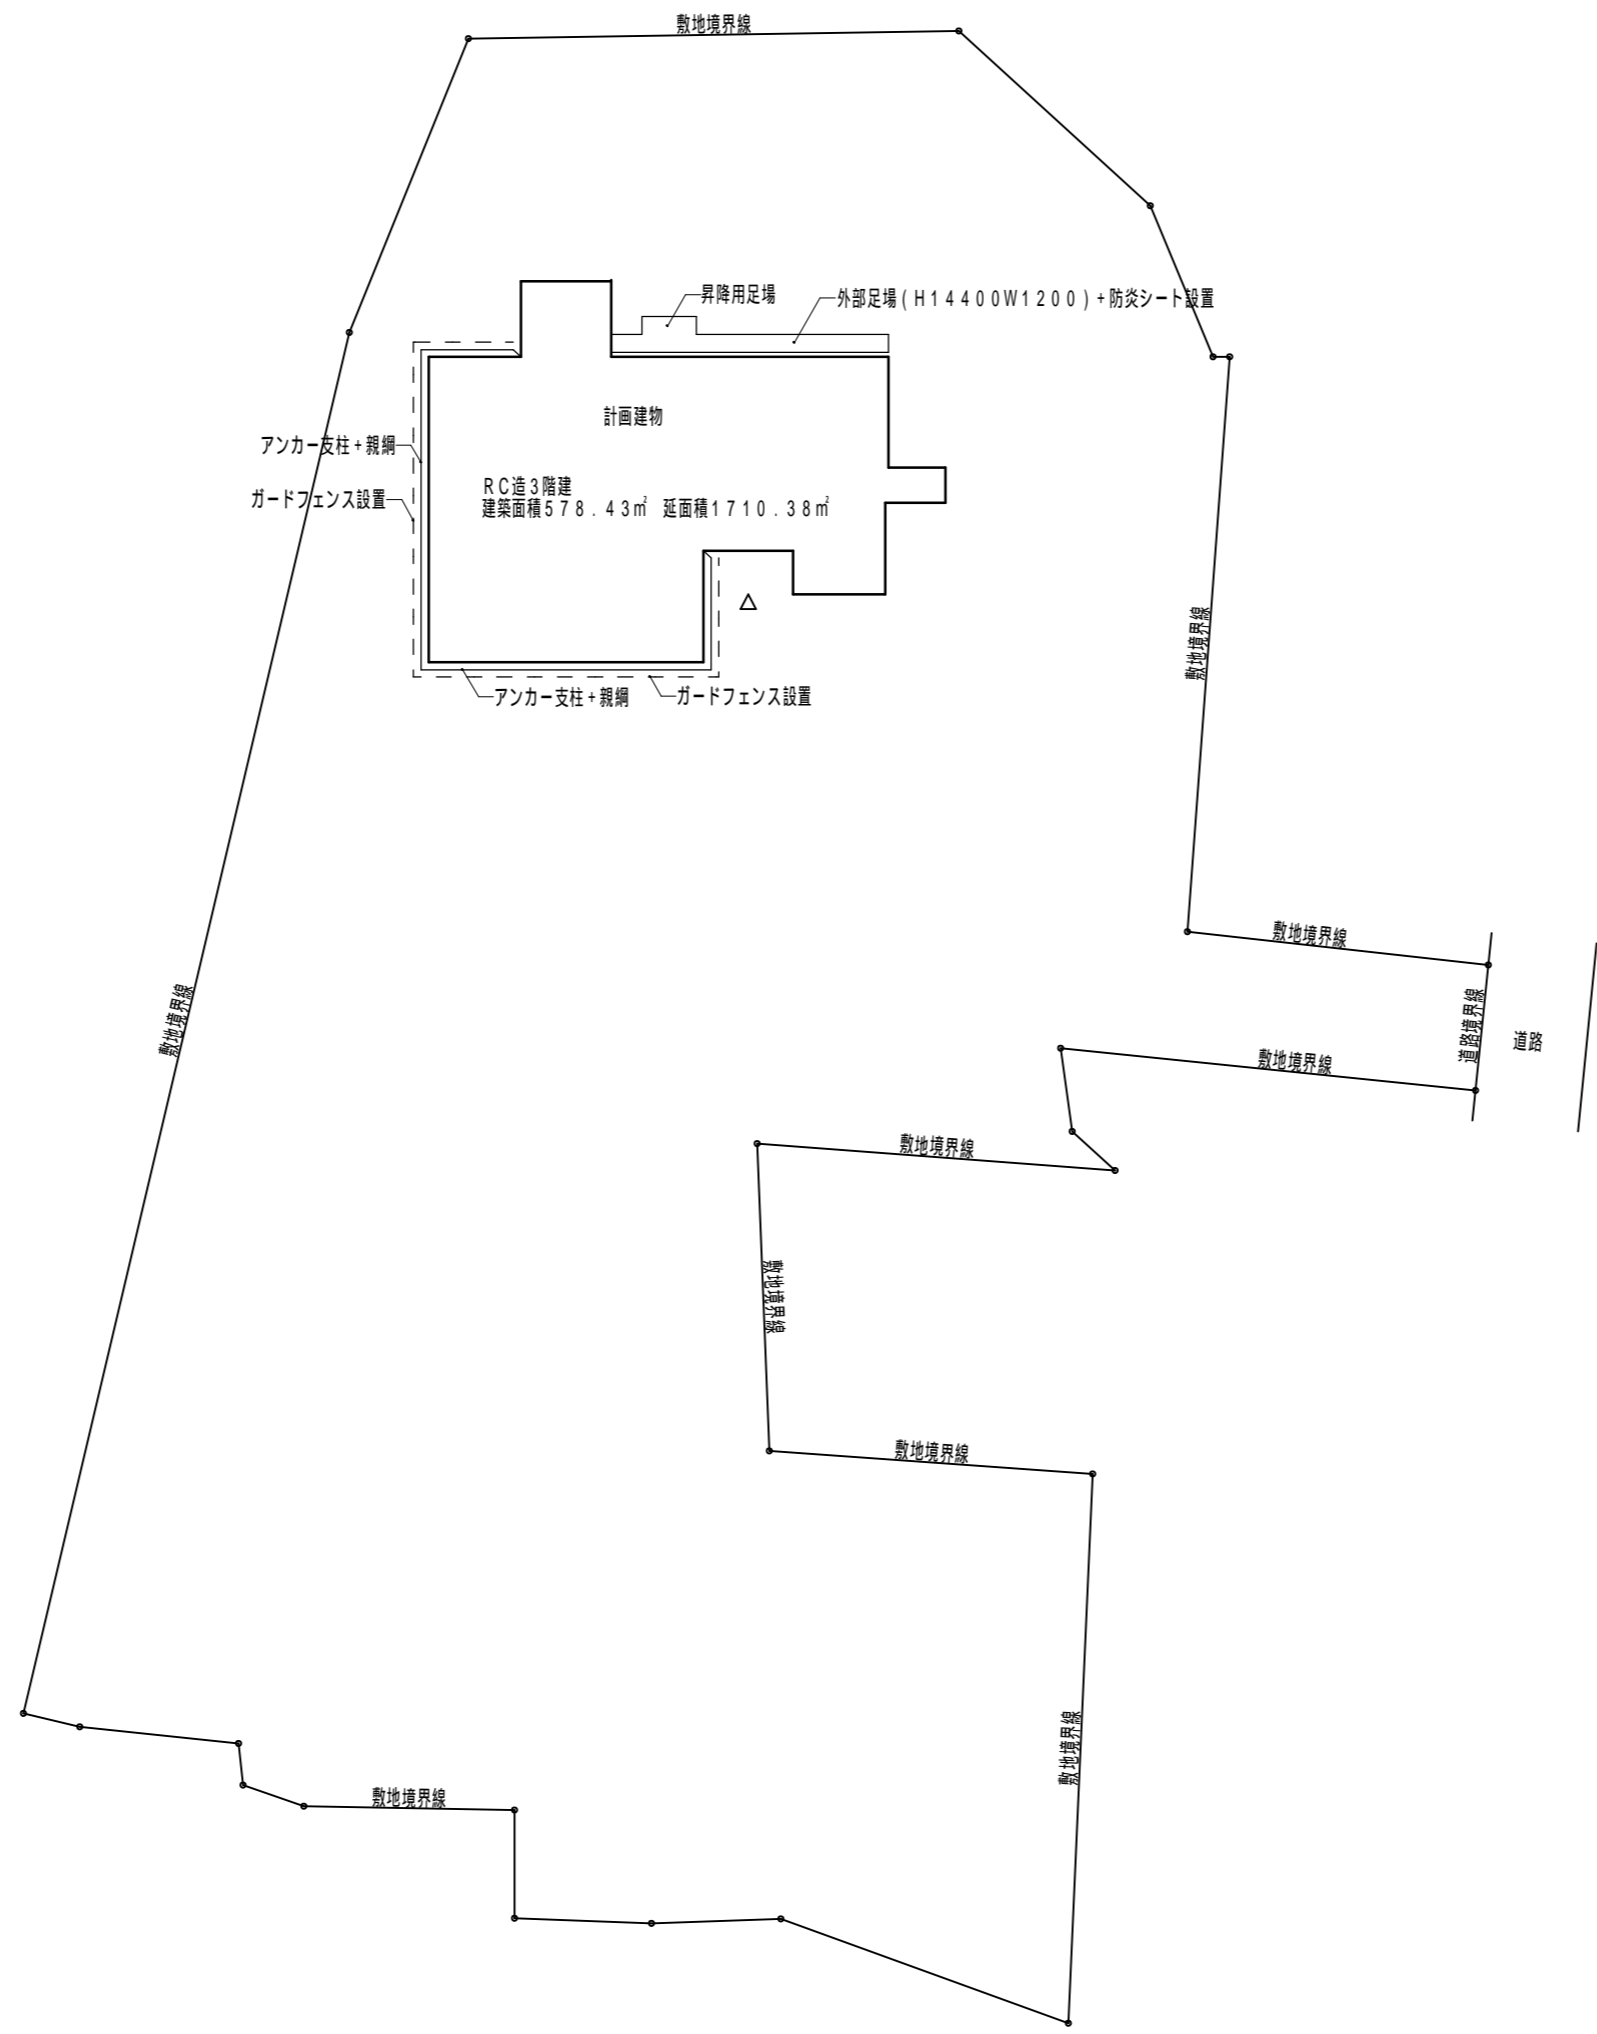 敷地境界線
昇降用足場
外部足場(H14400W1200)+防炎シート設置
計画建物
アンカー支柱+親綱
RC造3階建
ガードフェンス設置
建築面積578.43㎡ 延面積1710.38㎡
△
敷地境界線
アンカー支柱+親綱
ガードフェンス設置
敷地境界線
敷地境界線
道路境界線
道路
敷地境界線
敷地境界線
敷地境界線
敷地境界線
敷地境界線
敷地境界線